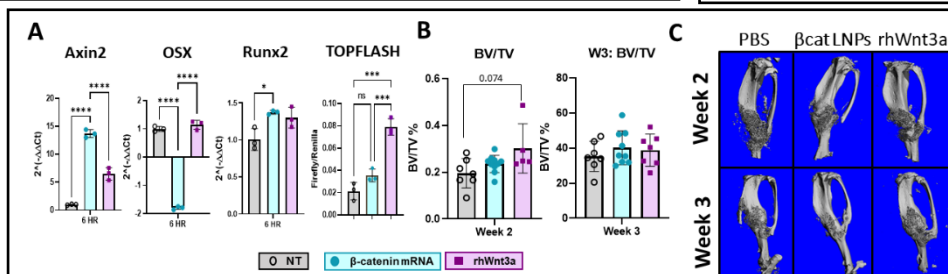 A
Axin2
OSX
Runx2
TOPFLASH
2^(-ΔΔCt)
15
10
5
0
****
****
6 HR
2^(-ΔΔCt)
2
1
0
-1
-2
****
****
6 HR
2^(-ΔΔCt)
1.5
1.0
0.5
0.0
*
6 HR
Firefly/Renilla
0.10
0.08
0.06
0.04
0.02
0.00
***
ns
***
B
BV/TV
W3: BV/TV
BV/TV %
0.6
0.4
0.2
0.0
0.074
Week 2
BV/TV %
80
60
40
20
0
Week 3
NT
β-catenin mRNA
rhWnt3a
C
PBS
βcat LNPs
rhWnt3a
Week 2
Week 3